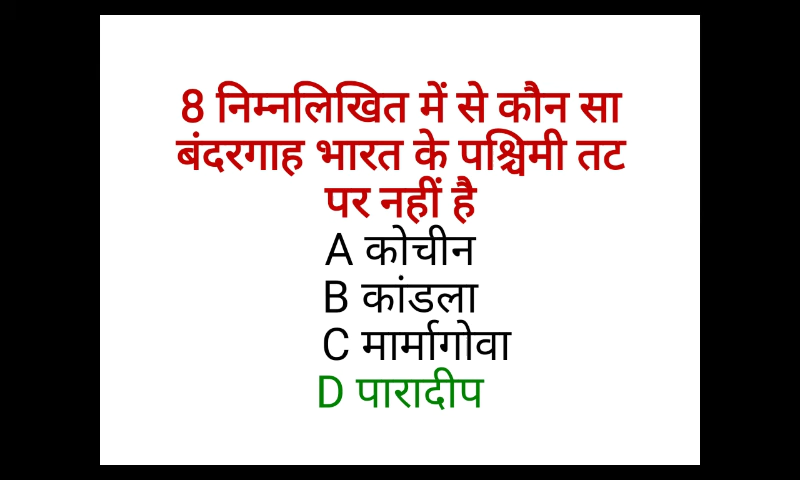 8 निम्नलिखित में से कौन सा
बंदरगाह भारत के पश्चिमी तट
पर नहीं है
A कोचीन
B कांडला
C मार्मागोवा
D पारादीप